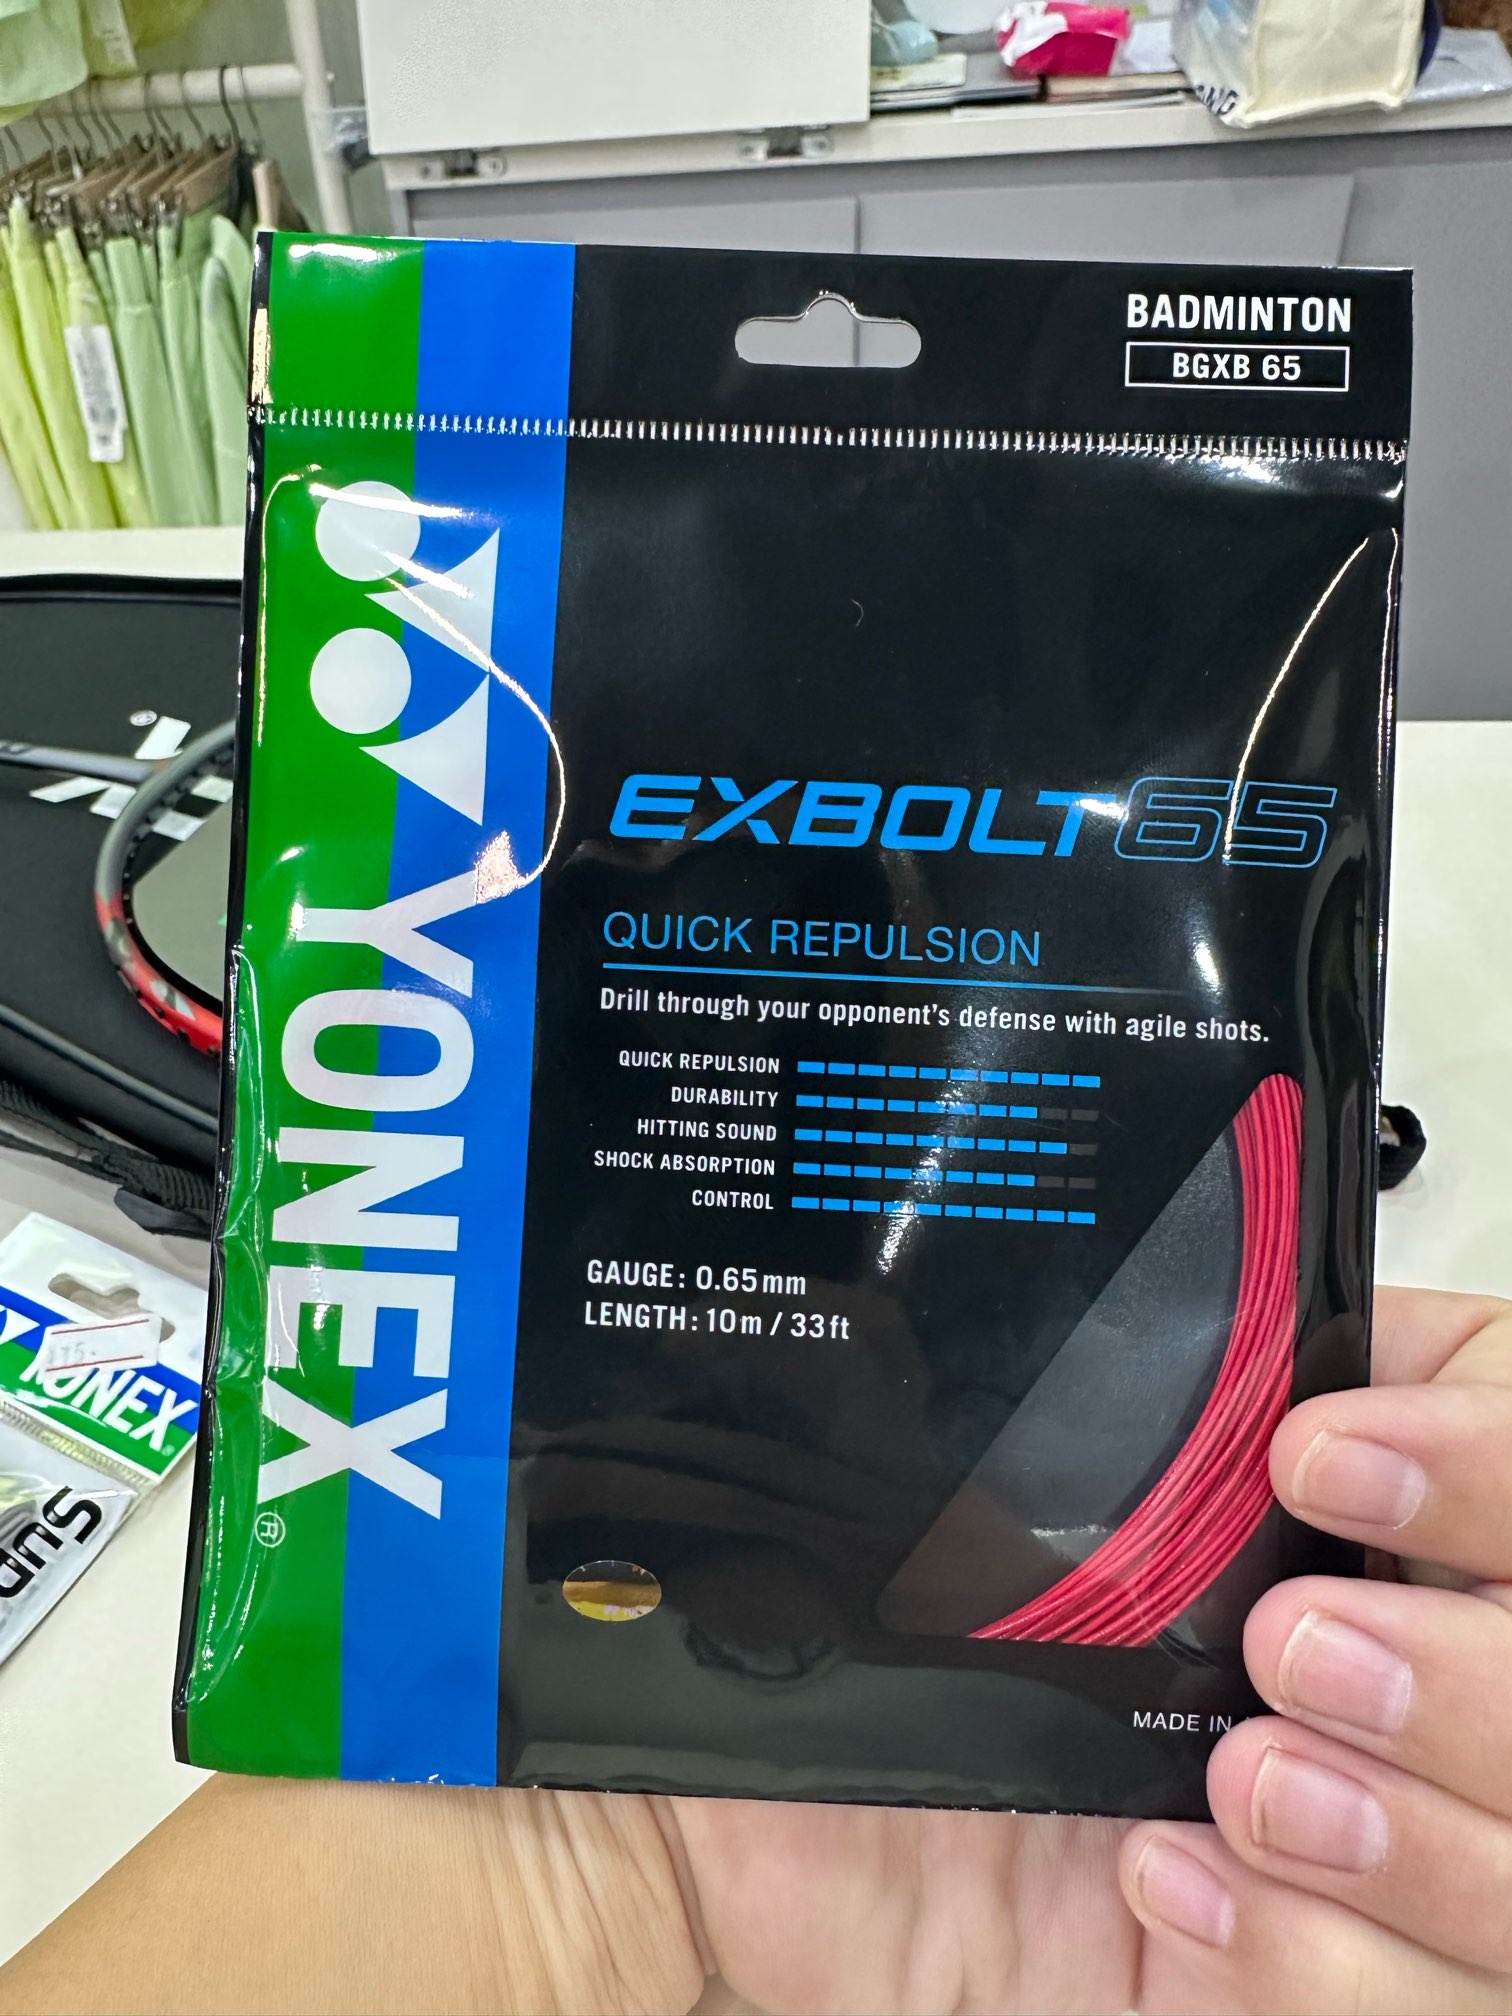 BADMINTON
BGXB 65
YONEX®
EXBOLT 65
QUICK REPULSION
Drill through your opponent's defense with agile shots.
QUICK REPULSION
DURABILITY
HITTING SOUND
SHOCK ABSORPTION
CONTROL
GAUGE: 0.65mm
LENGTH: 10m / 33ft
MADE IN
YONEX